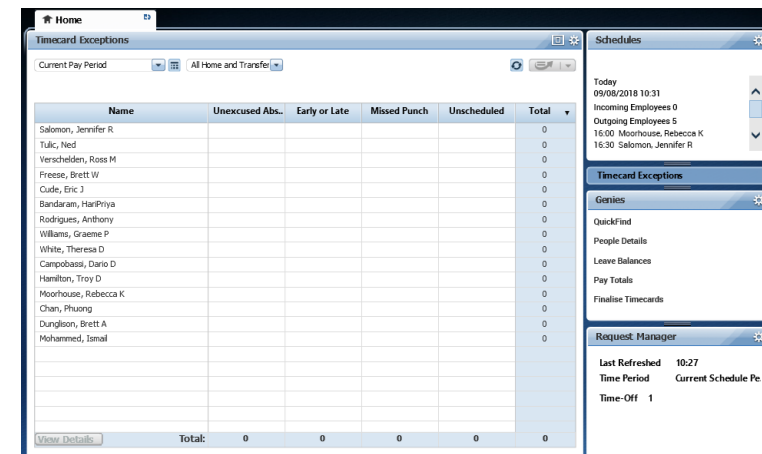 Home
Timecard Exceptions
Current Pay Period All Home and Transfer
Name Unexcused Abs.. Early or Late Missed Punch Unscheduled Total
Salomon, Jennifer R 0
Tulic, Ned 0
Verschelden, Ross M 0
Freese, Brett W 0
Cude, Eric J 0
Bandaram, HariPriya 0
Rodrigues, Anthony 0
Williams, Graeme P 0
White, Theresa D 0
Campobassi, Dario D 0
Hamilton, Troy D 0
Moorhouse, Rebecca K 0
Chan, Phuong 0
Dunglison, Brett A 0
Mohammed, Ismail 0
View Details Total: 0 0 0 0 0
Schedules
Today
09/08/2018 10:31
Incoming Employees 0
Outgoing Employees 5
16:00 Moorhouse, Rebecca K
16:30 Salomon, Jennifer R
Timecard Exceptions
Genies
QuickFind
People Details
Leave Balances
Pay Totals
Finalise Timecards
Request Manager
Last Refreshed 10:27
Time Period Current Schedule Pe.
Time-Off 1